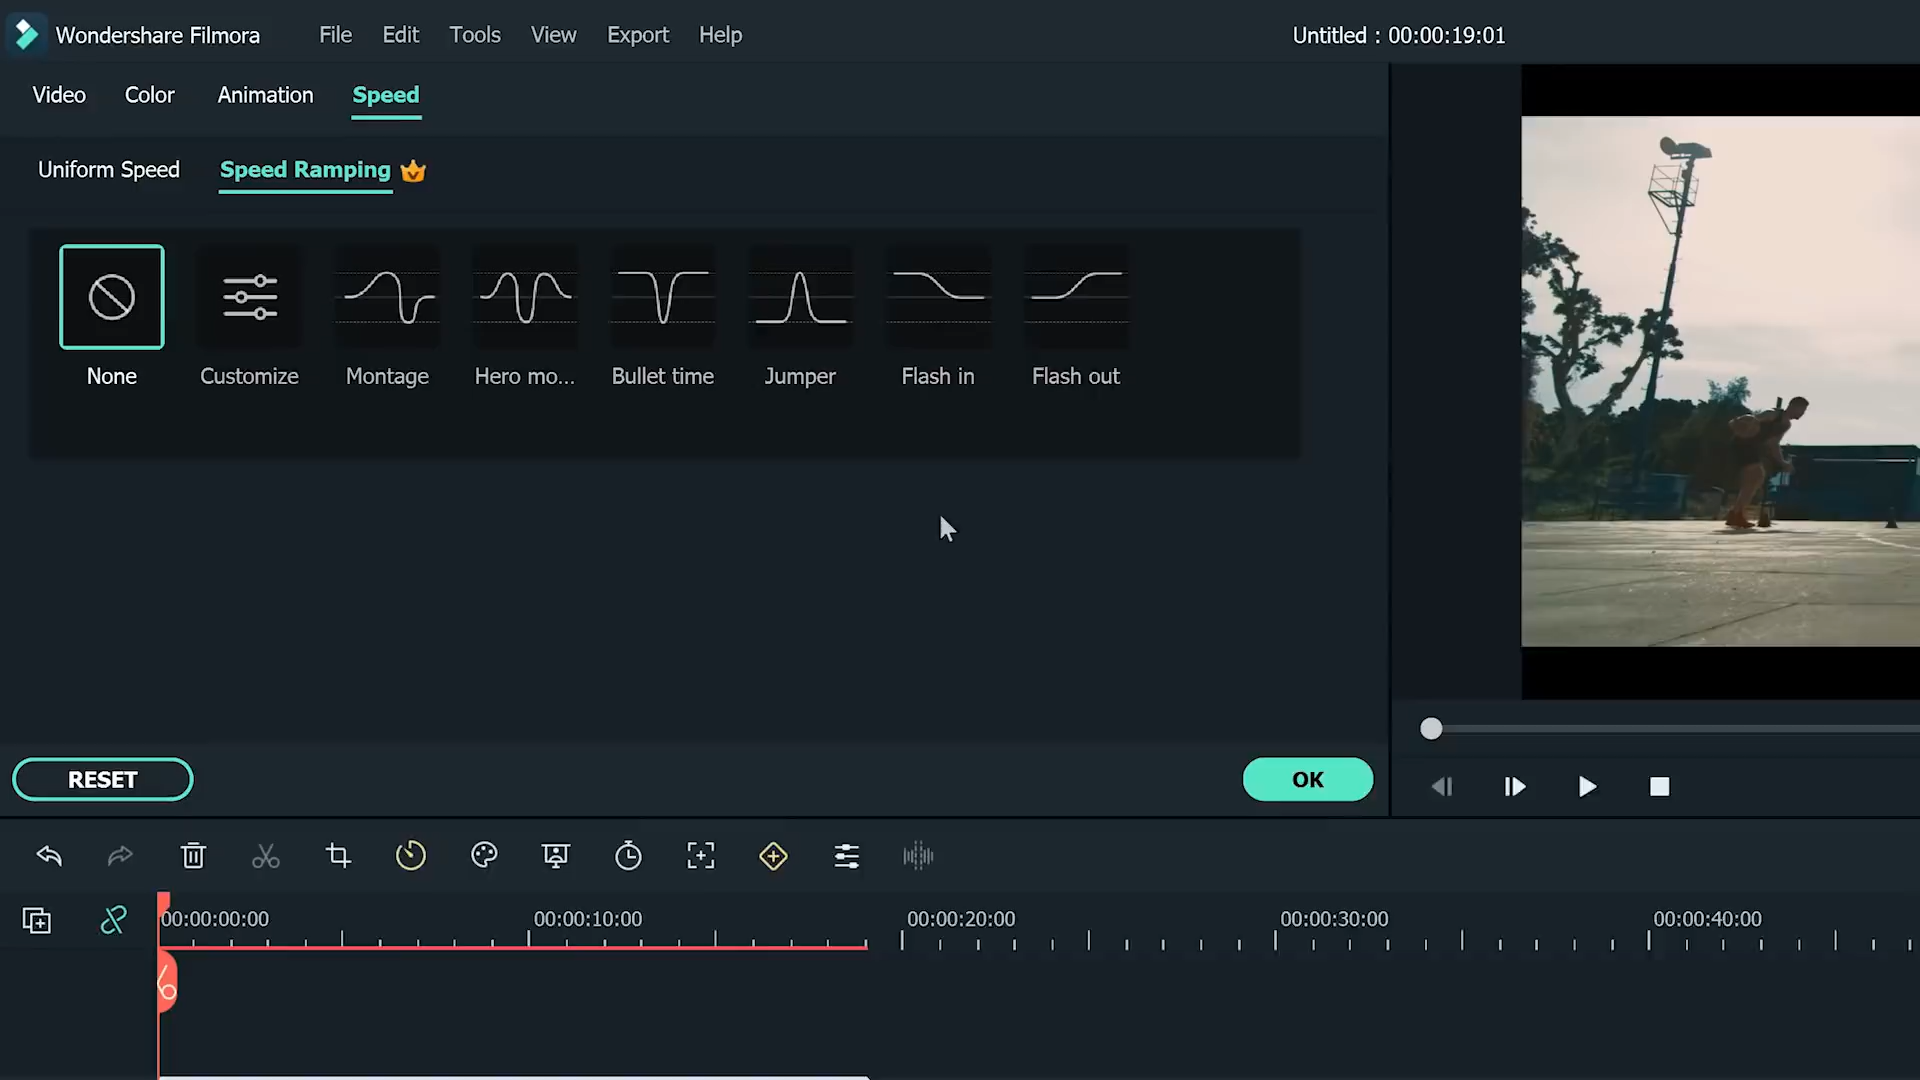 Wondershare Filmora File Edit Tools View Export Help Untitled : 00:00:19:01
Video Color Animation Speed
Uniform Speed Speed Ramping
None Customize Montage Hero mo... Bullet time Jumper Flash in Flash out
RESET OK
00:00:00:00 00:00:10:00 00:00:20:00 00:00:30:00 00:00:40:00